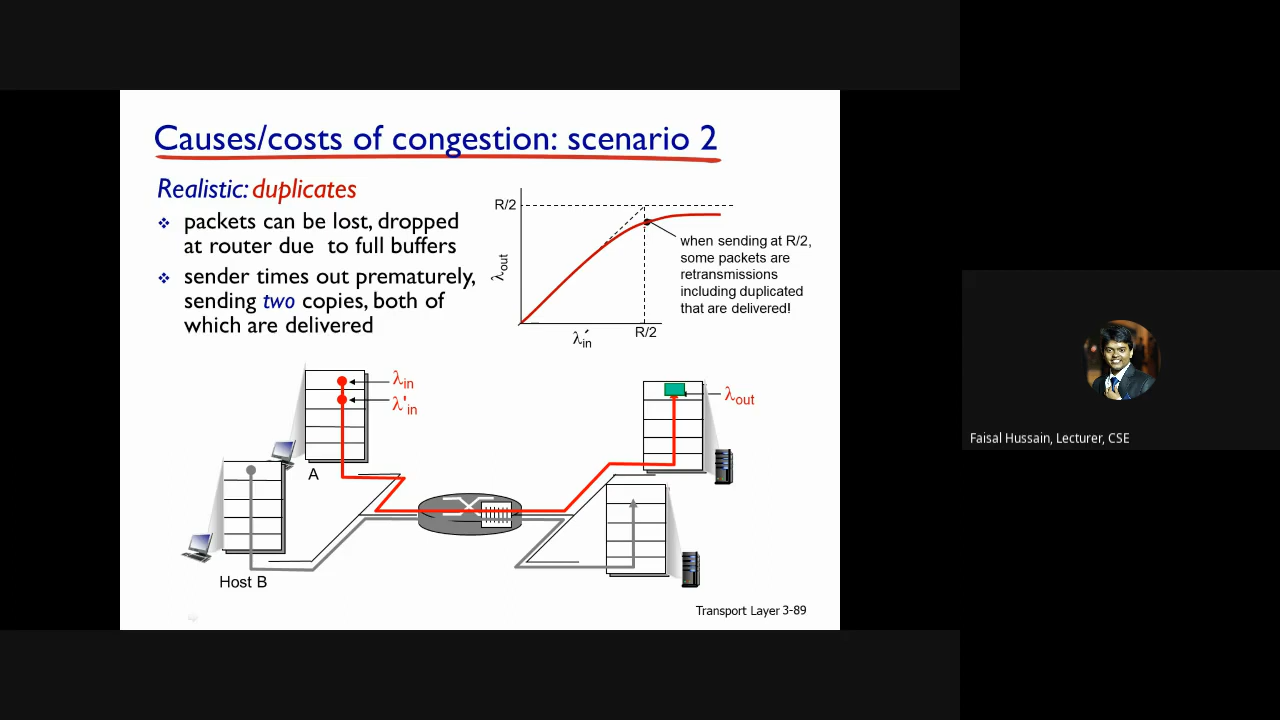 Causes/costs of congestion: scenario 2
Realistic: duplicates
❖ packets can be lost, dropped
at router due to full buffers
❖ sender times out prematurely,
sending two copies, both of
which are delivered
R/2
λout
λ'in
R/2
when sending at R/2,
some packets are
retransmissions
including duplicated
that are delivered!
λin
λ'in
λout
A
Host B
Transport Layer 3-89
Faisal Hussain, Lecturer, CSE